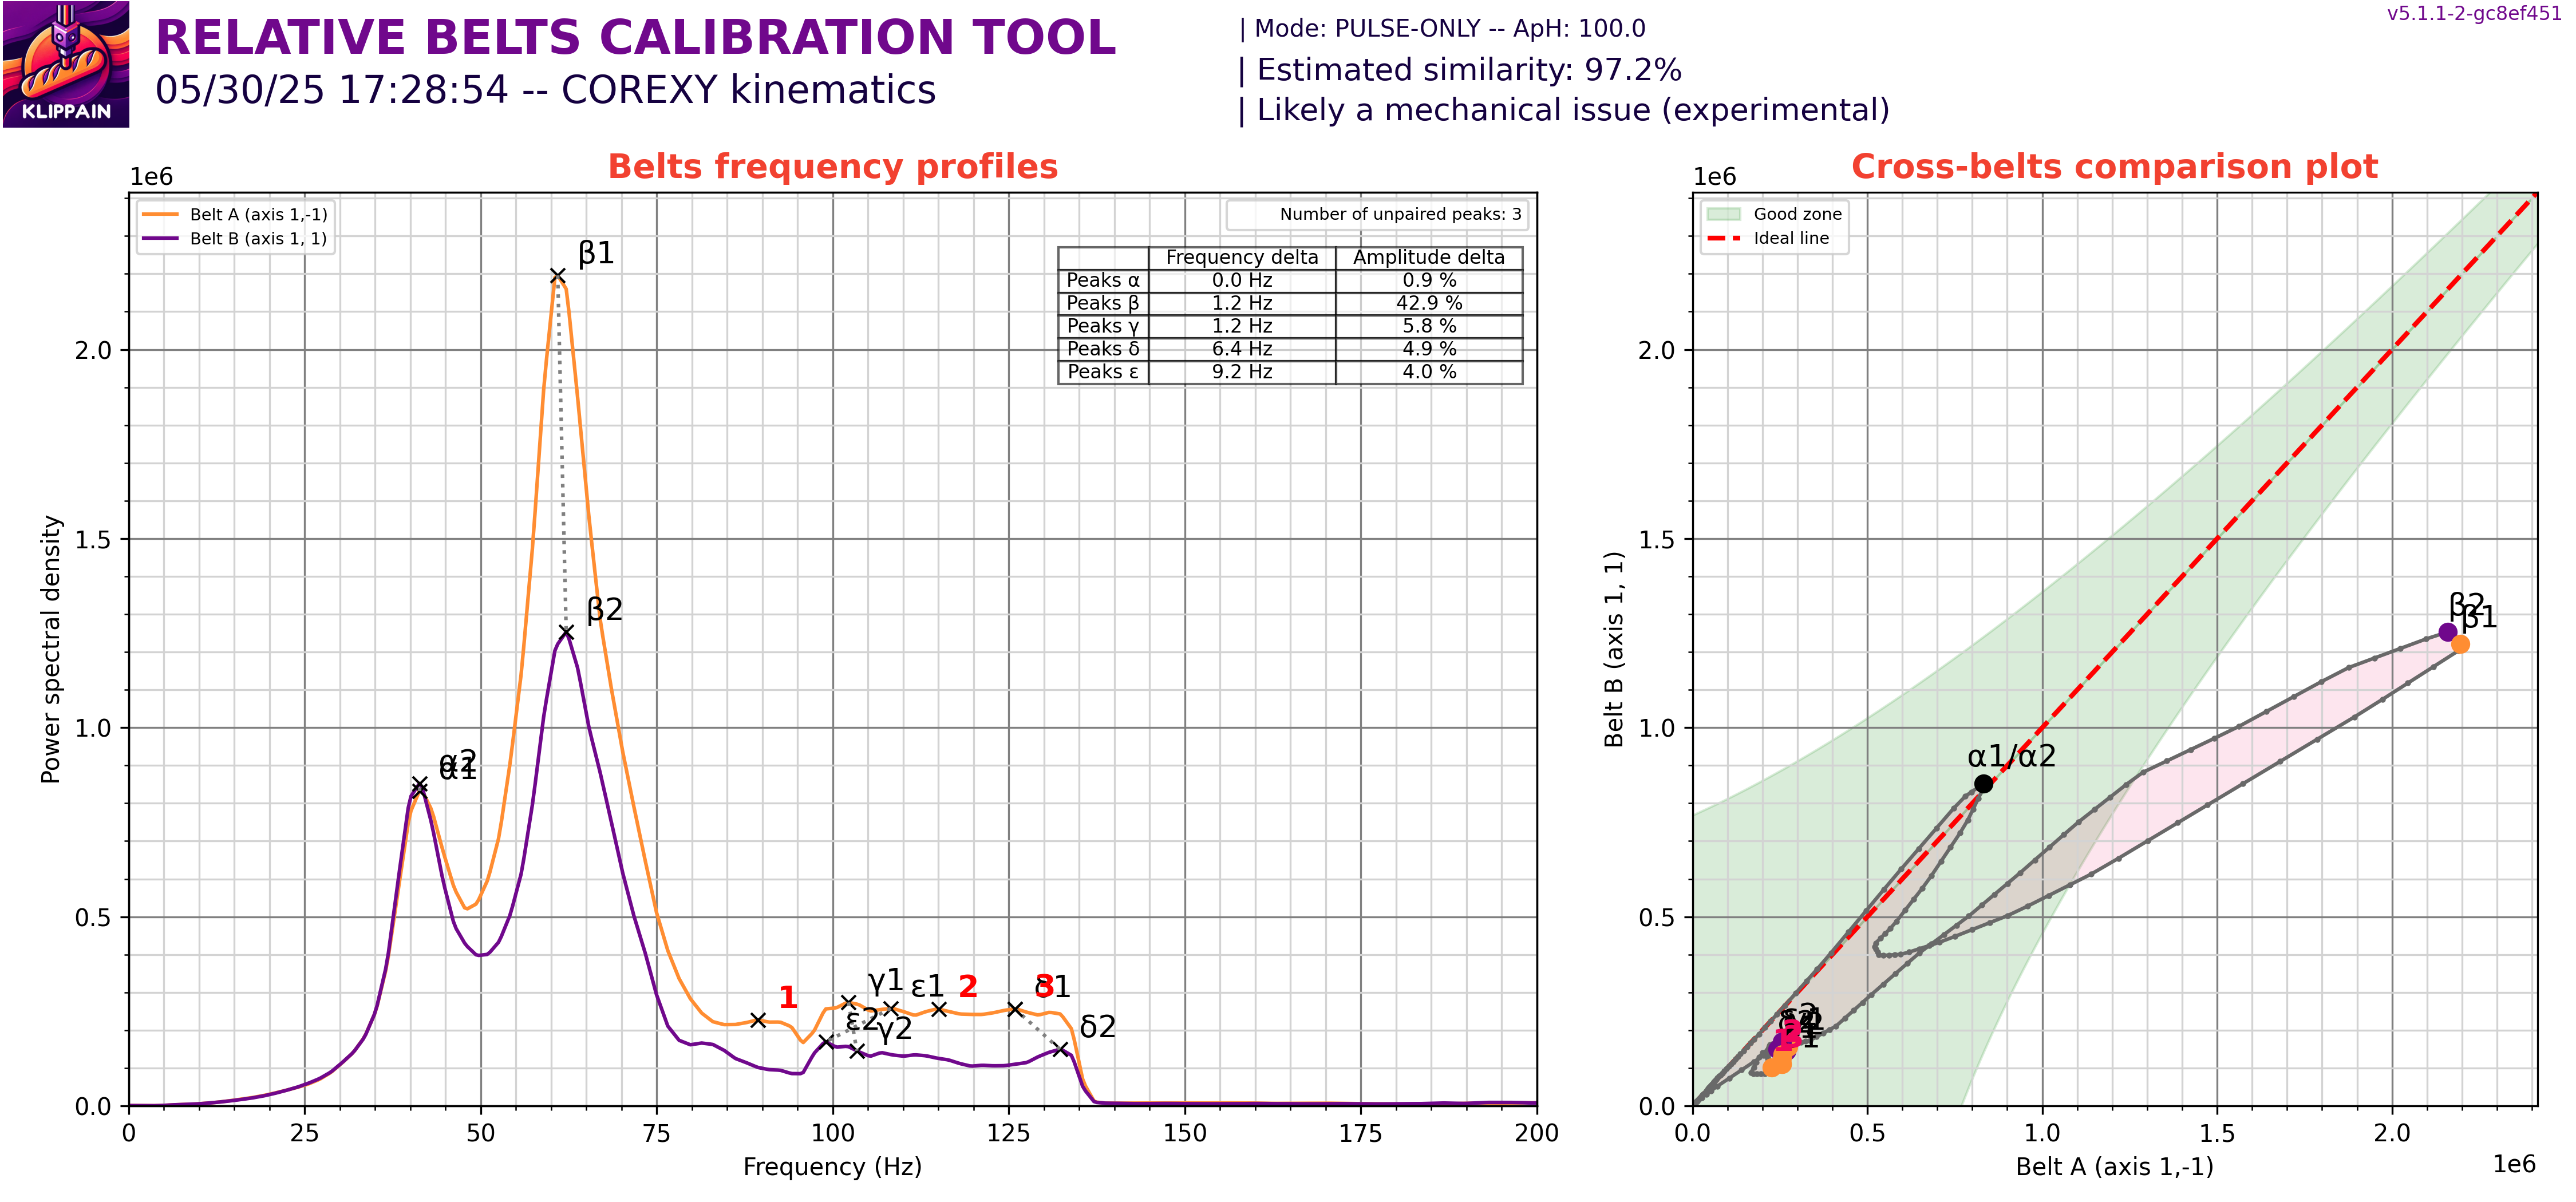 v5.1.1-2-gc8ef451
KLIPPAIN
RELATIVE BELTS CALIBRATION TOOL
05/30/25 17:28:54 -- COREXY kinematics
| Mode: PULSE-ONLY -- ApH: 100.0
| Estimated similarity: 97.2%
| Likely a mechanical issue (experimental)
Belts frequency profiles
1e6
Belt A (axis 1,-1)
Belt B (axis 1, 1)
Number of unpaired peaks: 3
Frequency delta Amplitude delta
Peaks α 0.0 Hz 0.9 %
Peaks β 1.2 Hz 42.9 %
Peaks γ 1.2 Hz 5.8 %
Peaks δ 6.4 Hz 4.9 %
Peaks ε 9.2 Hz 4.0 %
β1
β2
α2
α1
1
γ1
ε1
2
δ1
3
ε2
γ2
δ2
Power spectral density
2.0
1.5
1.0
0.5
0.0
0 25 50 75 100 125 150 175 200
Frequency (Hz)
Cross-belts comparison plot
1e6
Good zone
Ideal line
β2
β1
α1/α2
Belt B (axis 1, 1)
2.0
1.5
1.0
0.5
0.0
0.0 0.5 1.0 1.5 2.0
Belt A (axis 1,-1)
1e6